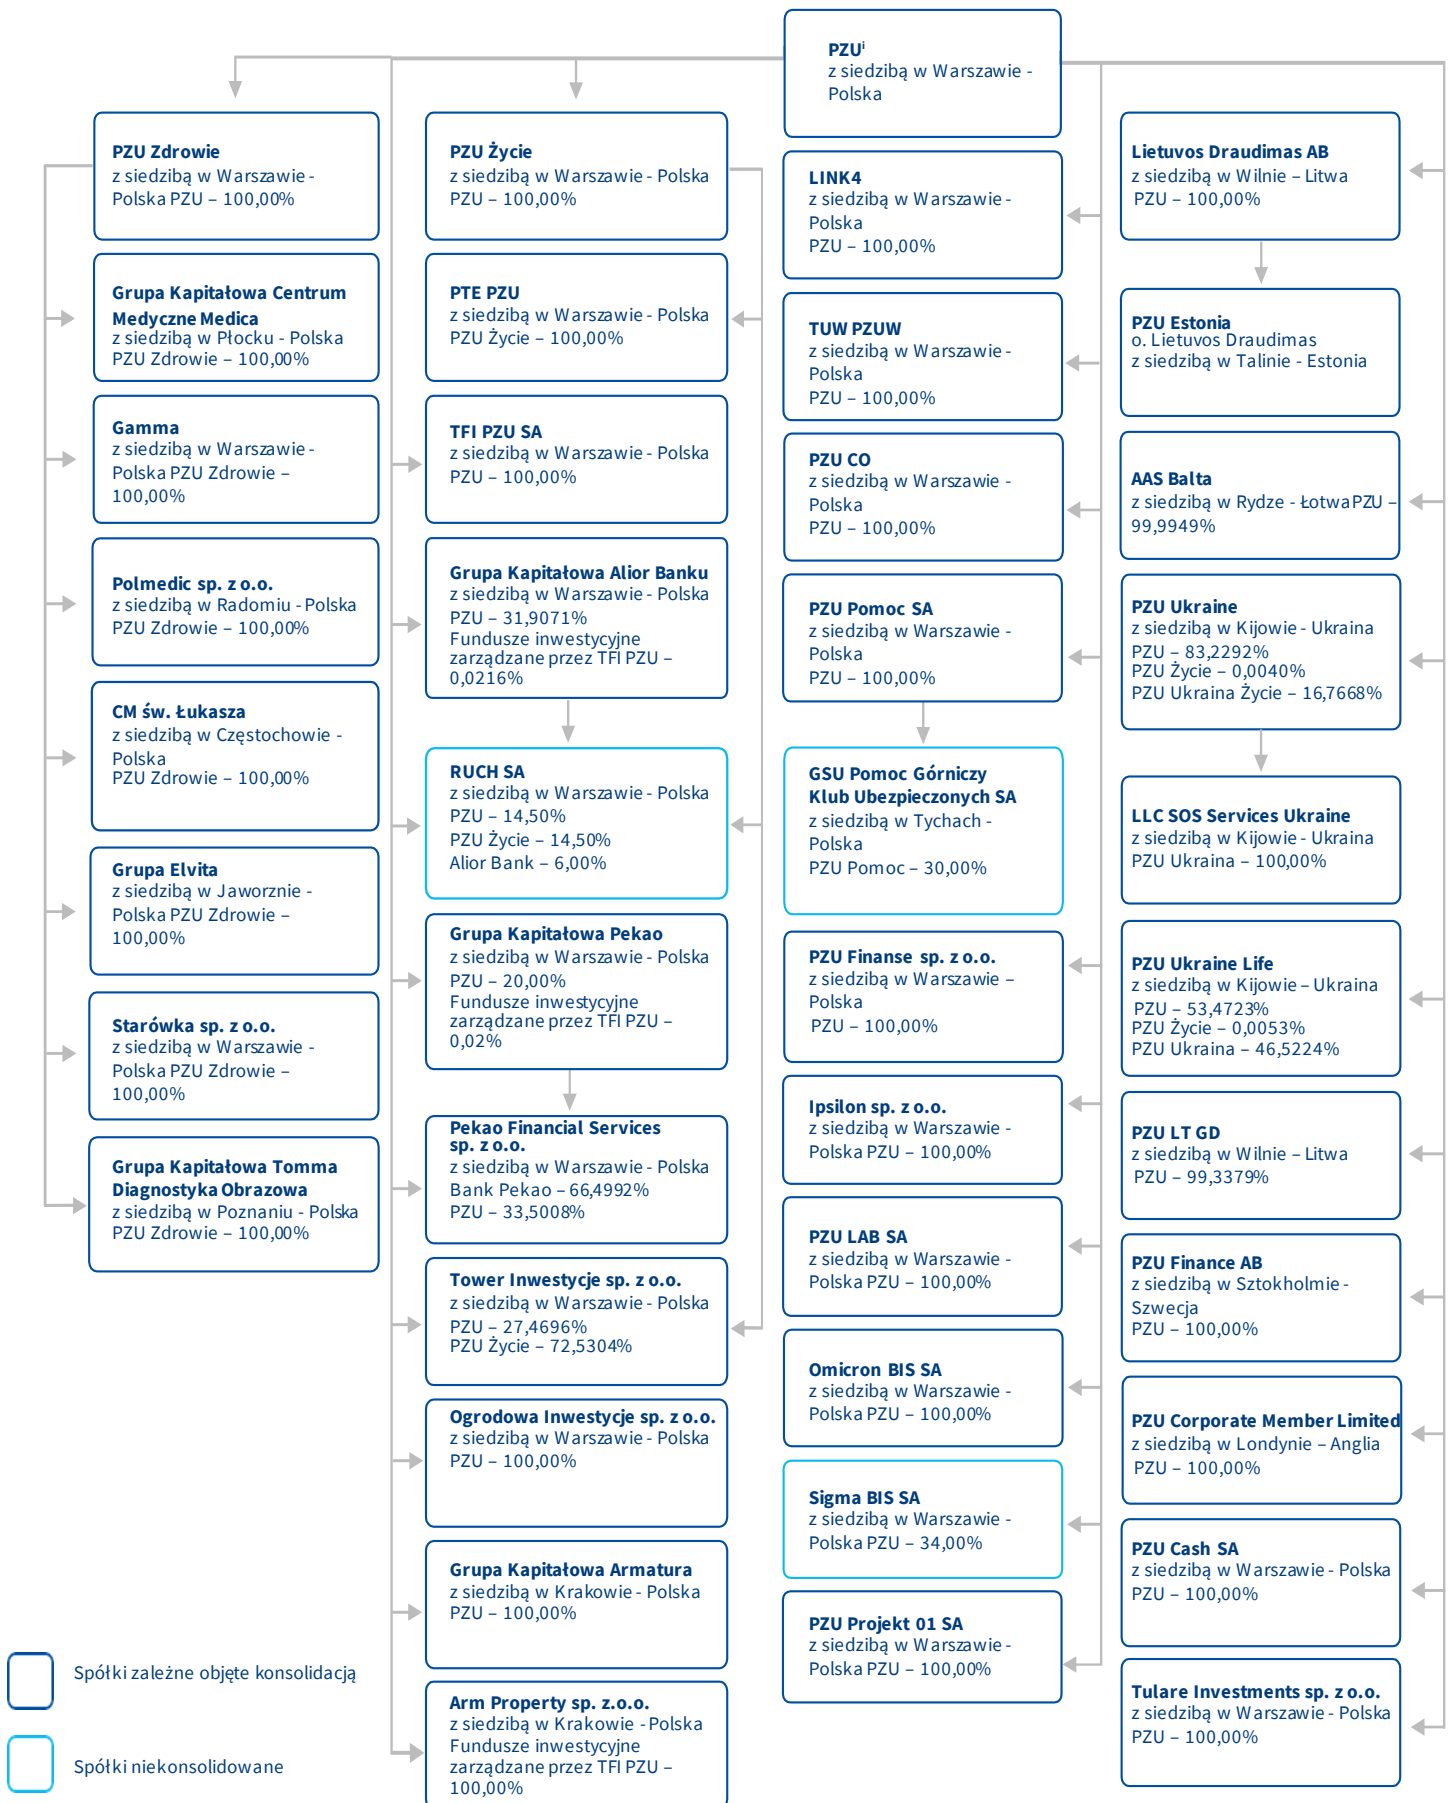 PZUⁱ
z siedzibą w Warszawie -
Polska
PZU Zdrowie
z siedzibą w Warszawie -
Polska PZU – 100,00%
Grupa Kapitałowa Centrum
Medyczne Medica
z siedzibą w Płocku - Polska
PZU Zdrowie – 100,00%
Gamma
z siedzibą w Warszawie -
Polska PZU Zdrowie –
100,00%
Polmedic sp. z o.o.
z siedzibą w Radomiu - Polska
PZU Zdrowie – 100,00%
CM św. Łukasza
z siedzibą w Częstochowie -
Polska
PZU Zdrowie – 100,00%
Grupa Elvita
z siedzibą w Jaworznie -
Polska PZU Zdrowie –
100,00%
Starówka sp. z o.o.
z siedzibą w Warszawie -
Polska PZU Zdrowie –
100,00%
Grupa Kapitałowa Tomma
Diagnostyka Obrazowa
z siedzibą w Poznaniu - Polska
PZU Zdrowie – 100,00%
PZU Życie
z siedzibą w Warszawie - Polska
PZU – 100,00%
PTE PZU
z siedzibą w Warszawie - Polska
PZU Życie – 100,00%
TFI PZU SA
z siedzibą w Warszawie - Polska
PZU – 100,00%
Grupa Kapitałowa Alior Banku
z siedzibą w Warszawie - Polska
PZU – 31,9071%
Fundusze inwestycyjne
zarządzane przez TFI PZU –
0,0216%
RUCH SA
z siedzibą w Warszawie - Polska
PZU – 14,50%
PZU Życie – 14,50%
Alior Bank – 6,00%
Grupa Kapitałowa Pekao
z siedzibą w Warszawie - Polska
PZU – 20,00%
Fundusze inwestycyjne
zarządzane przez TFI PZU –
0,02%
Pekao Financial Services
sp. z o.o.
z siedzibą w Warszawie - Polska
Bank Pekao – 66,4992%
PZU – 33,5008%
Tower Inwestycje sp. z o.o.
z siedzibą w Warszawie - Polska
PZU – 27,4696%
PZU Życie – 72,5304%
Ogrodowa Inwestycje sp. z o.o.
z siedzibą w Warszawie - Polska
PZU – 100,00%
Grupa Kapitałowa Armatura
z siedzibą w Krakowie - Polska
PZU – 100,00%
Arm Property sp. z.o.o.
z siedzibą w Krakowie - Polska
Fundusze inwestycyjne
zarządzane przez TFI PZU –
100,00%
LINK4
z siedzibą w Warszawie -
Polska
PZU – 100,00%
TUW PZUW
z siedzibą w Warszawie -
Polska
PZU – 100,00%
PZU CO
z siedzibą w Warszawie -
Polska
PZU – 100,00%
PZU Pomoc SA
z siedzibą w Warszawie -
Polska
PZU – 100,00%
GSU Pomoc Górniczy
Klub Ubezpieczonych SA
z siedzibą w Tychach -
Polska
PZU Pomoc – 30,00%
PZU Finanse sp. z o.o.
z siedzibą w Warszawie –
Polska
PZU – 100,00%
Ipsilon sp. z o.o.
z siedzibą w Warszawie -
Polska PZU – 100,00%
PZU LAB SA
z siedzibą w Warszawie -
Polska PZU – 100,00%
Omicron BIS SA
z siedzibą w Warszawie -
Polska PZU – 100,00%
Sigma BIS SA
z siedzibą w Warszawie -
Polska PZU – 34,00%
PZU Projekt 01 SA
z siedzibą w Warszawie -
Polska PZU – 100,00%
Lietuvos Draudimas AB
z siedzibą w Wilnie – Litwa
PZU – 100,00%
PZU Estonia
o. Lietuvos Draudimas
z siedzibą w Talinie - Estonia
AAS Balta
z siedzibą w Rydze - ŁotwaPZU –
99,9949%
PZU Ukraine
z siedzibą w Kijowie - Ukraina
PZU – 83,2292%
PZU Życie – 0,0040%
PZU Ukraina Życie – 16,7668%
LLC SOS Services Ukraine
z siedzibą w Kijowie - Ukraina
PZU Ukraina – 100,00%
PZU Ukraine Life
z siedzibą w Kijowie – Ukraina
PZU – 53,4723%
PZU Życie – 0,0053%
PZU Ukraina – 46,5224%
PZU LT GD
z siedzibą w Wilnie – Litwa
PZU – 99,3379%
PZU Finance AB
z siedzibą w Sztokholmie -
Szwecja
PZU – 100,00%
PZU Corporate Member Limited
z siedzibą w Londynie – Anglia
PZU – 100,00%
PZU Cash SA
z siedzibą w Warszawie - Polska
PZU – 100,00%
Tulare Investments sp. z o.o.
z siedzibą w Warszawie - Polska
PZU – 100,00%
Spółki zależne objęte konsolidacją
Spółki niekonsolidowane